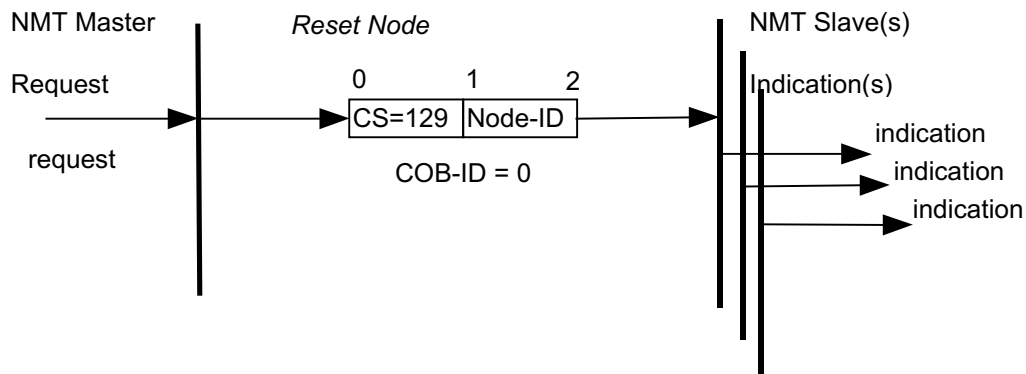 NMT Master
Reset Node
NMT Slave(s)
Request
0 1 2
Indication(s)
CS=129 Node-ID
request
COB-ID = 0
indication
indication
indication